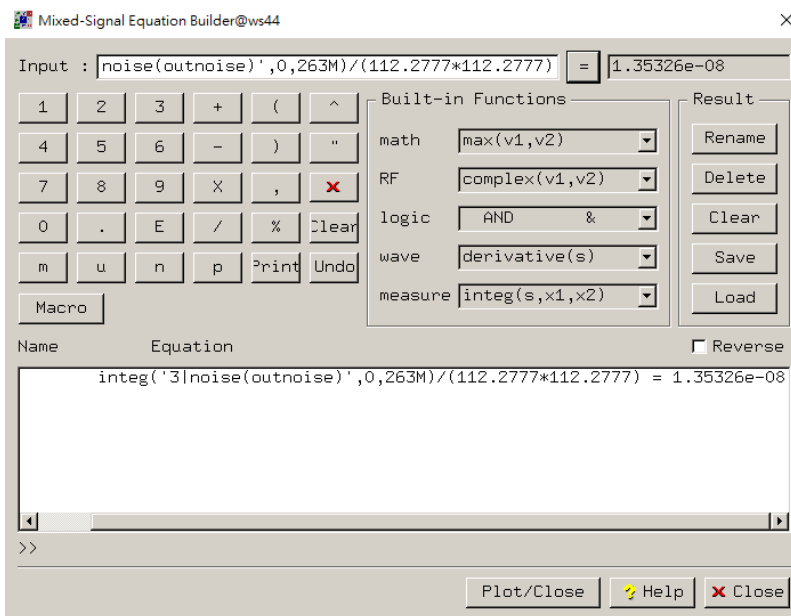 Mixed-Signal Equation Builder@ws44
Input : noise(outnoise)',0,263M)/(112.2777*112.2777) = 1.35326e-08
Built-in Functions
Result
1 2 3 + ( ^
math max(v1,v2)
Rename
4 5 6 - ) "
RF complex(v1,v2)
Delete
7 8 9 X ,
logic AND &
Clear
0 . E / % Clear
wave derivative(s)
Save
m u n p Print Undo
measure integ(s,x1,x2)
Load
Macro
Name Equation Reverse
integ('3|noise(outnoise)',0,263M)/(112.2777*112.2777) = 1.35326e-08
>>
Plot/Close ? Help Close